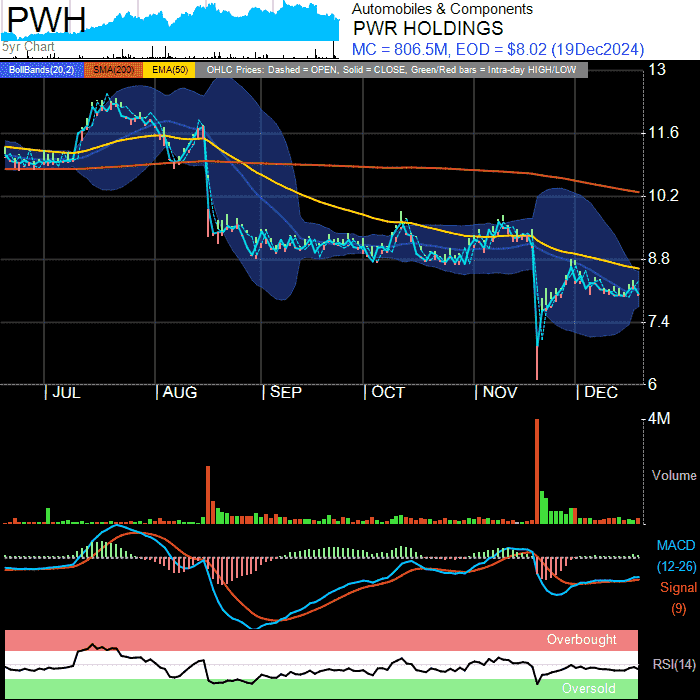 PWH
5yr Chart
Automobiles & Components
PWR HOLDINGS
MC = 806.5M, EOD = $8.02 (19Dec2024)
BollBands(20,2) SMA(200) EMA(50) OHLC Prices: Dashed = OPEN, Solid = CLOSE, Green/Red bars = Intra-day HIGH/LOW
13
11.6
10.2
8.8
7.4
6
| JUL | AUG | SEP | OCT | NOV | DEC
4M
Volume
MACD
(12-26)
Signal
(9)
Overbought
RSI(14)
Oversold